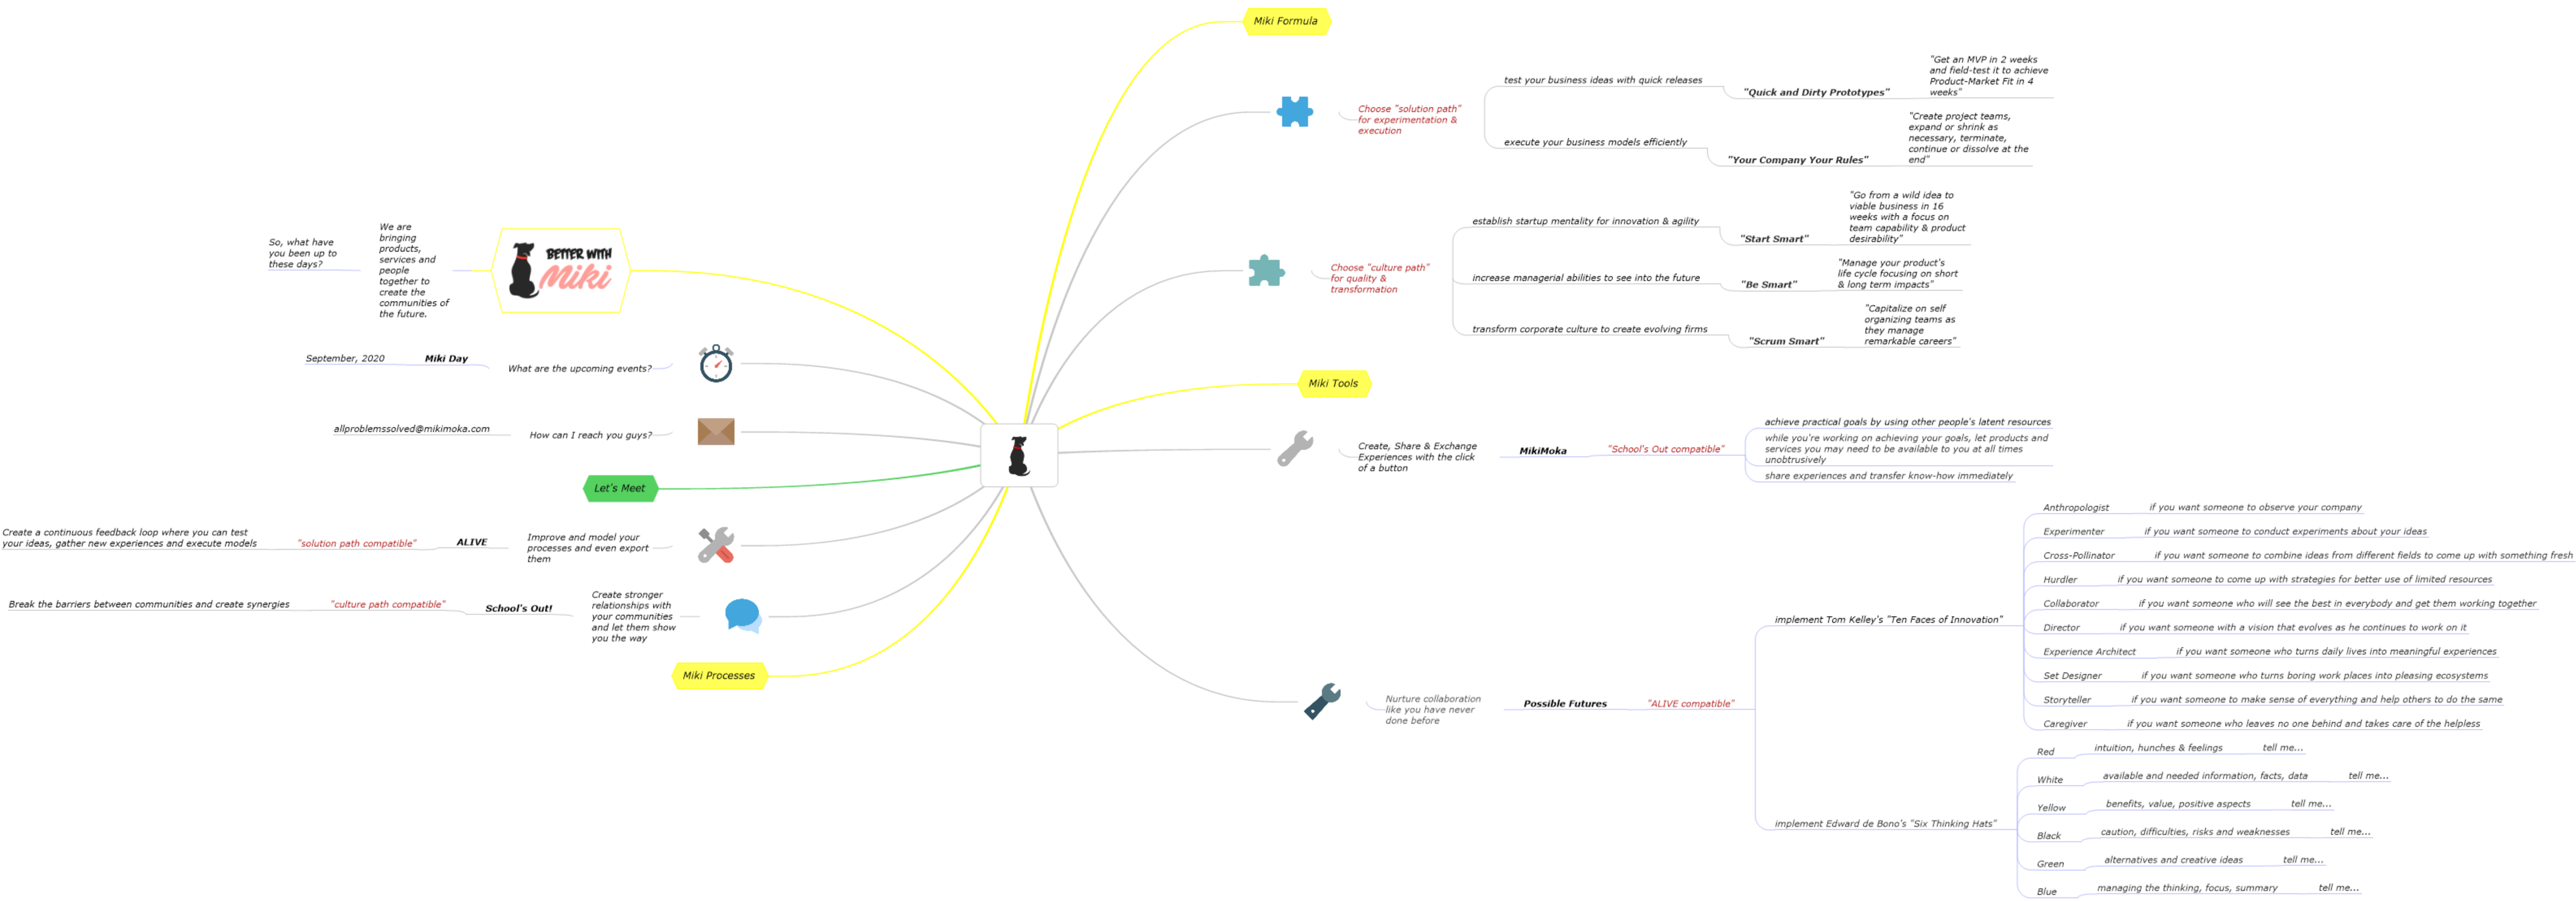 Miki Formula
Choose "solution path"
for experimentation &
execution
test your business ideas with quick releases
"Quick and Dirty Prototypes"
"Get an MVP in 2 weeks
and field-test it to achieve
Product-Market Fit in 4
weeks"
execute your business models efficiently
"Your Company Your Rules"
"Create project teams,
expand or shrink as
necessary, terminate,
continue or dissolve at the
end"
Choose "culture path"
for quality &
transformation
establish startup mentality for innovation & agility
"Start Smart"
"Go from a wild idea to
viable business in 16
weeks with a focus on
team capability & product
desirability"
increase managerial abilities to see into the future
"Be Smart"
"Manage your product's
life cycle focusing on short
& long term impacts"
transform corporate culture to create evolving firms
"Scrum Smart"
"Capitalize on self
organizing teams as
they manage
remarkable careers"
Miki Tools
Create, Share & Exchange
Experiences with the click
of a button
MikiMoka
"School's Out compatible"
achieve practical goals by using other people's latent resources
while you're working on achieving your goals, let products and
services you may need to be available to you at all times
unobtrusively
share experiences and transfer know-how immediately
Nurture collaboration
like you have never
done before
Possible Futures
"ALIVE compatible"
implement Tom Kelley's "Ten Faces of Innovation"
Anthropologist if you want someone to observe your company
Experimenter if you want someone to conduct experiments about your ideas
Cross-Pollinator if you want someone to combine ideas from different fields to come up with something fresh
Hurdler if you want someone to come up with strategies for better use of limited resources
Collaborator if you want someone who will see the best in everybody and get them working together
Director if you want someone with a vision that evolves as he continues to work on it
Experience Architect if you want someone who turns daily lives into meaningful experiences
Set Designer if you want someone who turns boring work places into pleasing ecosystems
Storyteller if you want someone to make sense of everything and help others to do the same
Caregiver if you want someone who leaves no one behind and takes care of the helpless
implement Edward de Bono's "Six Thinking Hats"
Red intuition, hunches & feelings tell me...
White available and needed information, facts, data tell me...
Yellow benefits, value, positive aspects tell me...
Black caution, difficulties, risks and weaknesses tell me...
Green alternatives and creative ideas tell me...
Blue managing the thinking, focus, summary tell me...
BETTER WITH
Miki
We are
bringing
products,
services and
people
together to
create the
communities of
the future.
So, what have
you been up to
these days?
What are the upcoming events?
Miki Day
September, 2020
How can I reach you guys?
allproblemssolved@mikimoka.com
Let's Meet
Improve and model your
processes and even export
them
ALIVE
"solution path compatible"
Create a continuous feedback loop where you can test
your ideas, gather new experiences and execute models
Create stronger
relationships with
your communities
and let them show
you the way
School's Out!
"culture path compatible"
Break the barriers between communities and create synergies
Miki Processes